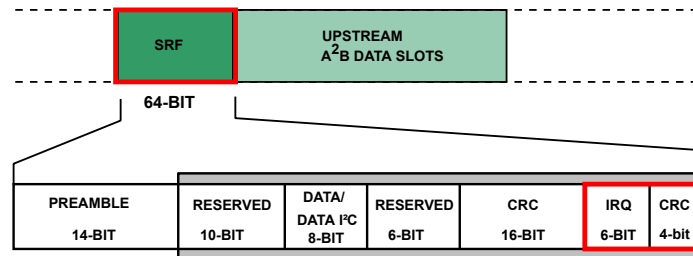 SRF
UPSTREAM
A²B DATA SLOTS
64-BIT
PREAMBLE
14-BIT
RESERVED
10-BIT
DATA/
DATA I²C
8-BIT
RESERVED
6-BIT
CRC
16-BIT
IRQ
6-BIT
CRC
4-bit